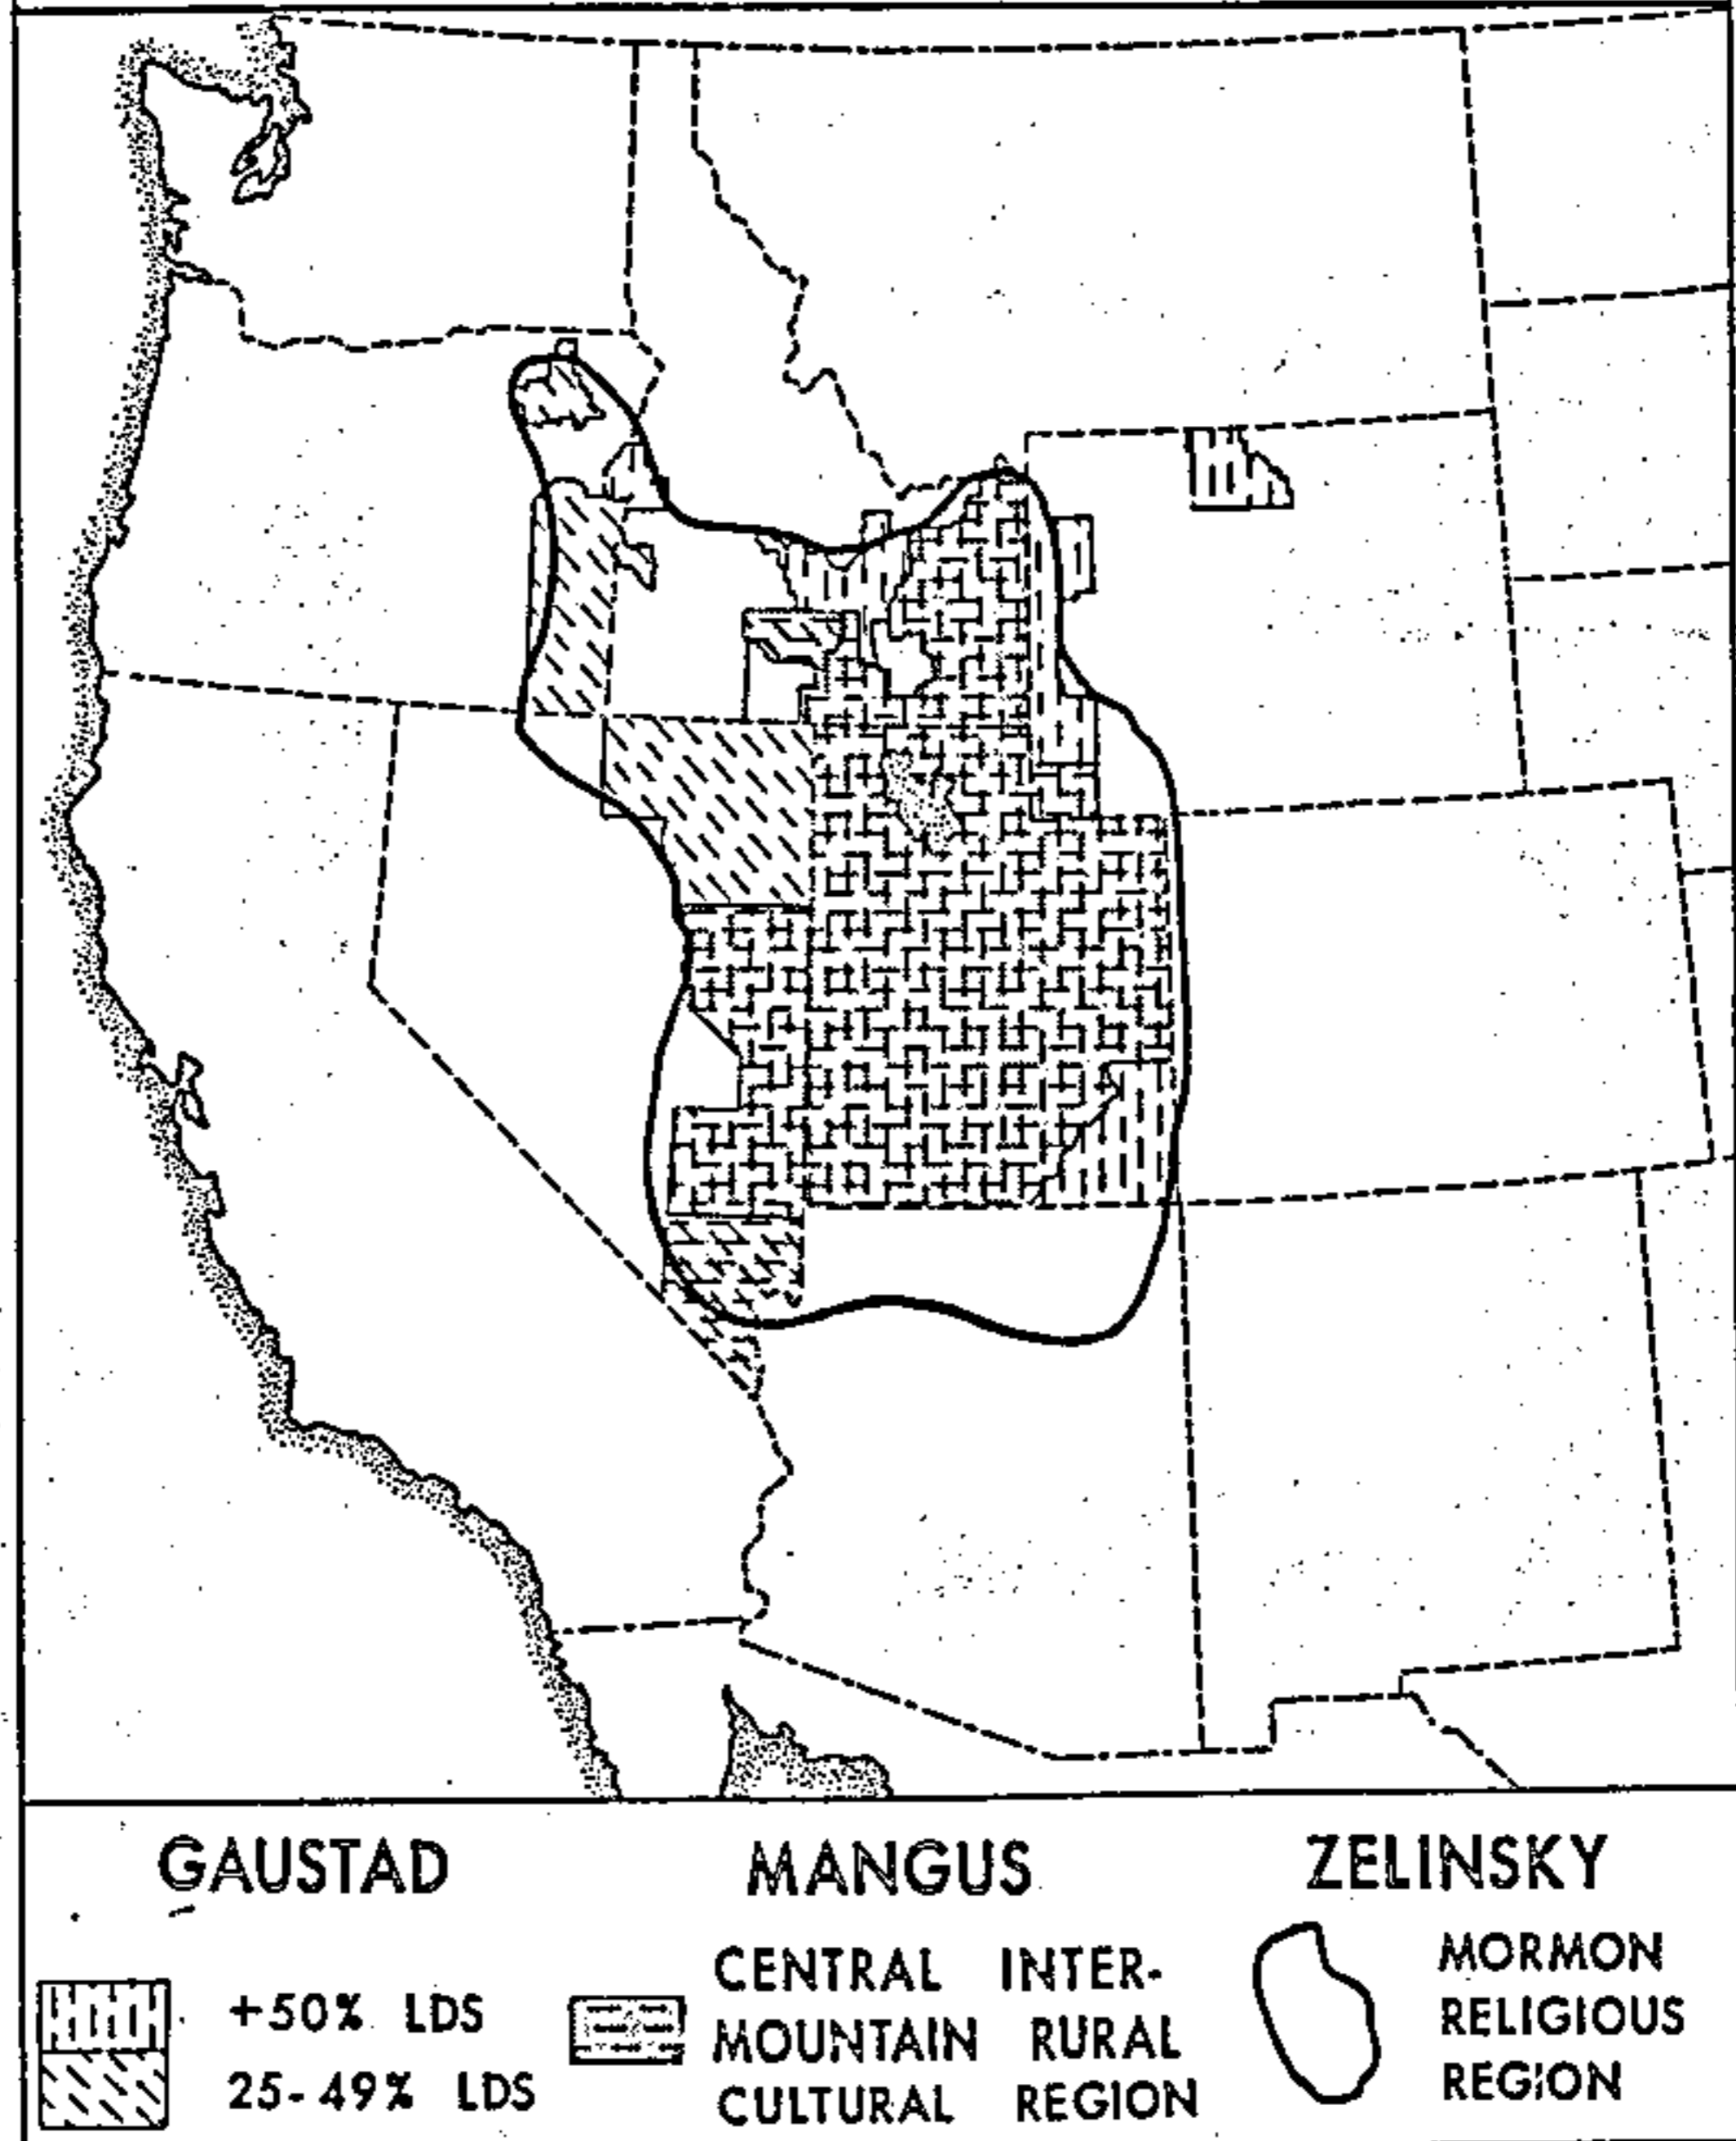 GAUSTAD
+50% LDS
25-49% LDS
MANGUS
CENTRAL INTER-
MOUNTAIN RURAL
CULTURAL REGION
ZELINSKY
MORMON
RELIGIOUS
REGION